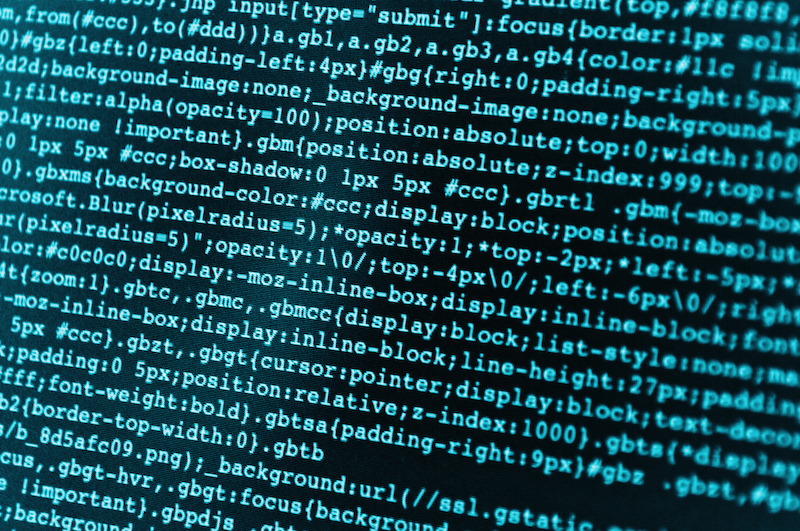 .jhp input[type="submit"]:focus{border:1px soli
om,from(#ccc),to(#ddd))}a.gb1,a.gb2,a.gb3,a.gb4{color:#11c !imp
0}#gbz{left:0;padding-left:4px}#gbg{right:0;padding-right:5px}
2d2d;background-image:none;_background-image:none;background-p
1;filter:alpha(opacity=100);position:absolute;top:0;width:100
play:none !important}.gbm{position:absolute;z-index:999;top:-
:0 1px 5px #ccc;box-shadow:0 1px 5px #ccc}.gbrtl .gbm{-moz-box
0}.gbxms{background-color:#ccc;display:block;position:absolut
crosoft.Blur(pixelradius=5);*opacity:1;*top:-2px;*left:-5px;*
ur(pixelradius=5)";opacity:1\0/;top:-4px\0/;left:-6px\0/;right
olor:#c0c0c0;display:-moz-inline-box;display:inline-block;font
4t{zoom:1}.gbtc,.gbmc,.gbmcc{display:block;list-style:none;ma
-moz-inline-box;display:inline-block;line-height:27px;padding
5px #ccc}.gbzt,.gbgt{cursor:pointer;display:block;text-decor
;padding:0 5px;position:relative;z-index:1000}.gbts{*display
#fff;font-weight:bold}.gbtsa{padding-right:9px}#gbz .gbzt,#gb
b2{border-top-width:0}.gbtb
s/b_8d5afc09.png);_background:url(//ssl.gstatic.
cus,.gbgt-hvr,.gbgt:focus{background
e !important}.gbpdjs .gbto